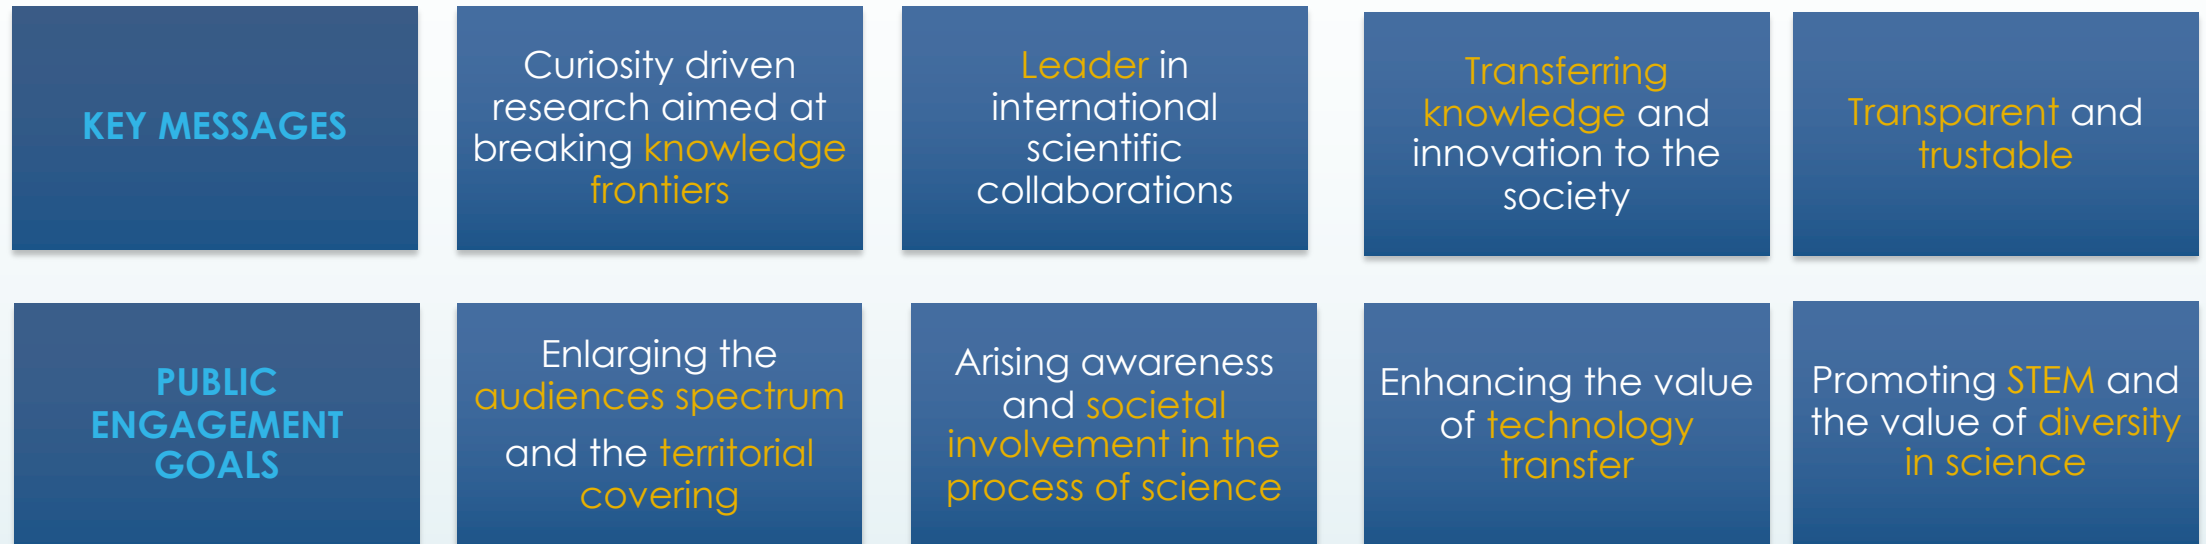 KEY MESSAGES
Curiosity driven
research aimed at
breaking knowledge
frontiers
Leader in
international
scientific
collaborations
Transferring
knowledge and
innovation to the
society
Transparent and
trustable
PUBLIC
ENGAGEMENT
GOALS
Enlarging the
audiences spectrum
and the territorial
covering
Arising awareness
and societal
involvement in the
process of science
Enhancing the value
of technology
transfer
Promoting STEM and
the value of diversity
in science